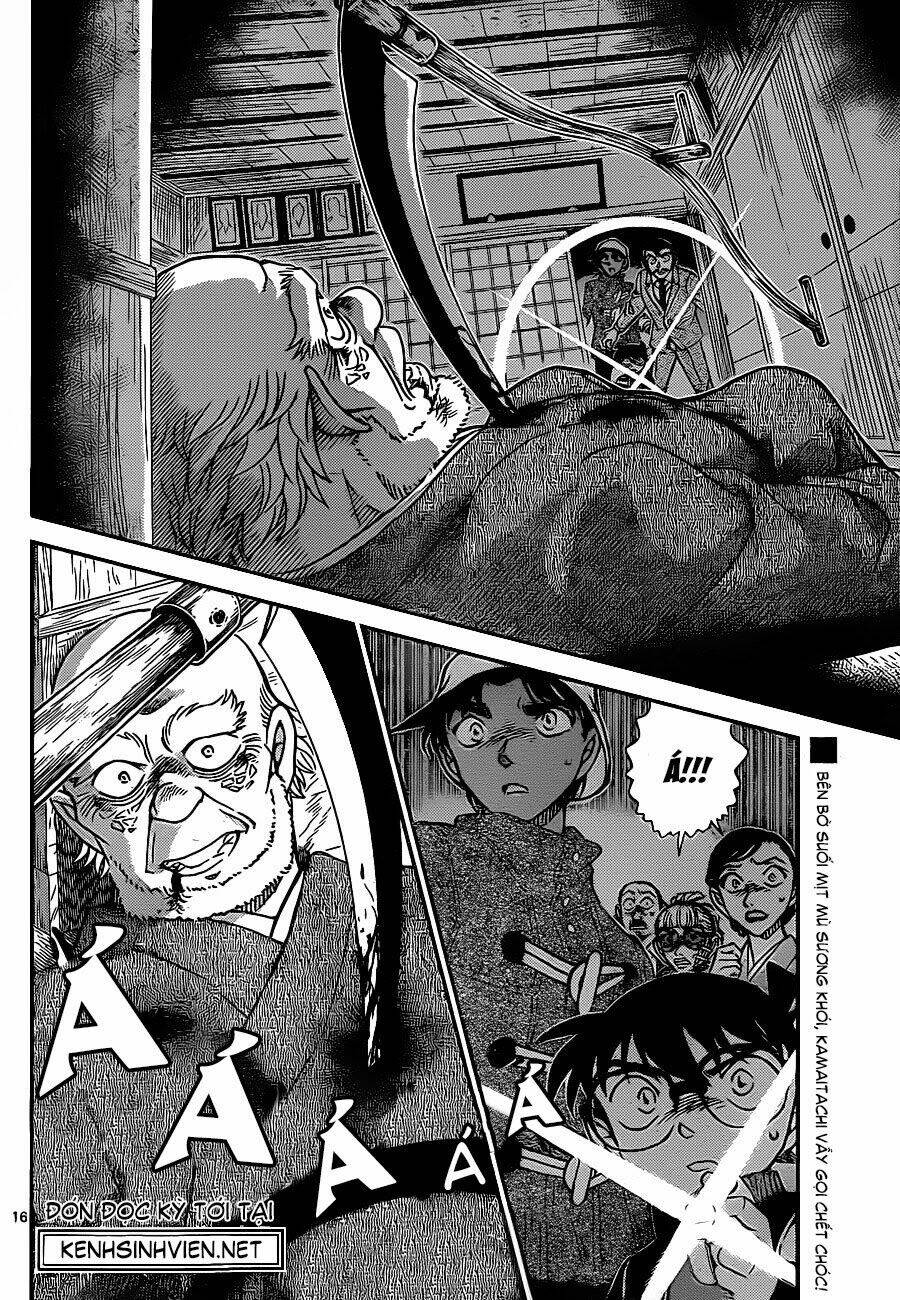 Á!!!
BÊN BỜ SUỐI MỊT MÙ SƯƠNG KHÓI, KAMAITACHI VẪY GỌI CHẾT CHÓC!
Á
Á
Á
Á
Á
ĐÓN ĐỌC KỲ TỚI TẠI
KENHSINHVIEN.NET
16